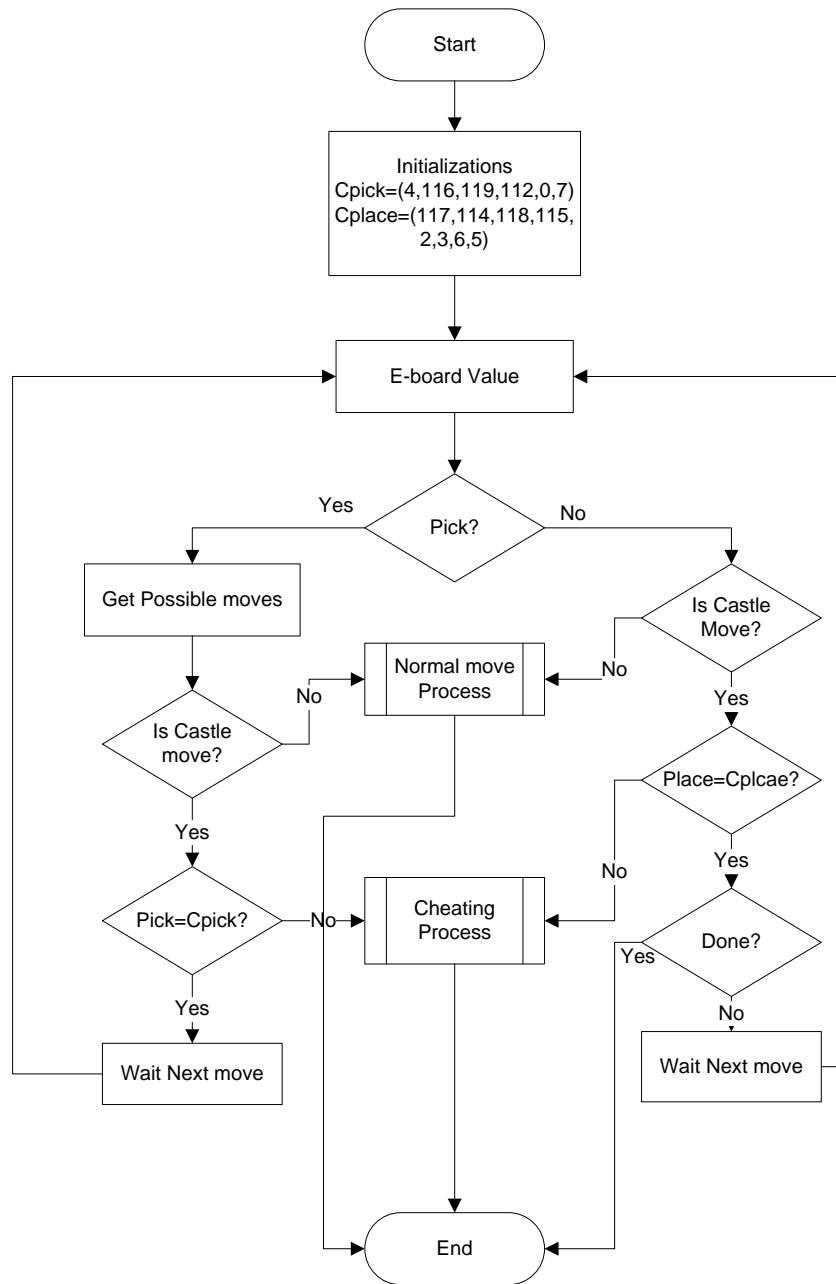 Start
Initializations
Cpick=(4,116,119,112,0,7)
Cplace=(117,114,118,115,
2,3,6,5)
E-board Value
Yes
Pick?
No
Get Possible moves
Is Castle
Move?
Normal move
Process
No
No
Yes
Is Castle
move?
Place=Cplcae?
Yes
Yes
No
Pick=Cpick?
No
Cheating
Process
Done?
Yes
Yes
No
Wait Next move
Wait Next move
End